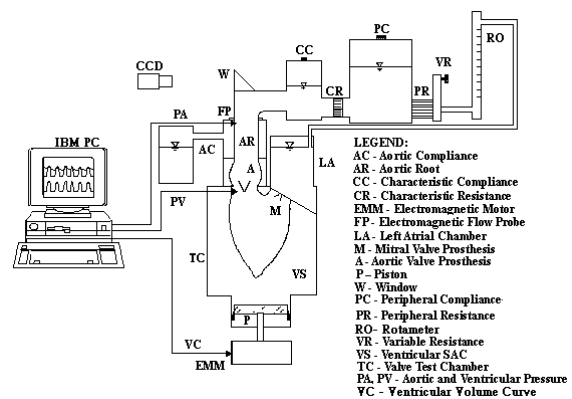 PC
CC
RO
CCD
W
VR
CR
PR
PA
FP
IBM PC
AC
AR
LA
A
PV
M
TC
VS
P
VC
EMM
LEGEND:
AC - Aortic Compliance
AR - Aortic Root
CC - Characteristic Compliance
CR - Characteristic Resistance
EMM - Electromagnetic Motor
FP - Electromagnetic Flow Probe
LA - Left Atrial Chamber
M - Mitral Valve Prosthesis
A - Aortic Valve Prosthesis
P – Piston
W - Window
PC - Peripheral Compliance
PR - Peripheral Resistance
RO- Rotameter
VR - Variable Resistance
VS - Ventricular SAC
TC - Valve Test Chamber
PA, PV - Aortic and Ventricular Pressure
VC - Ventricular Volume Curve